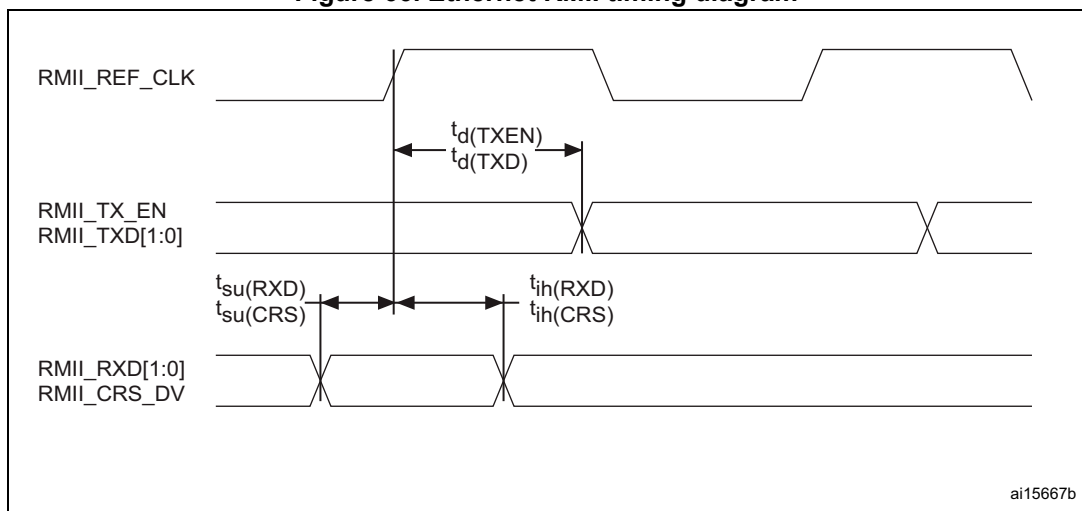 Figure Ethernet RMII timing diagram
RMII_REF_CLK
td(TXEN)
td(TXD)
RMII_TX_EN
RMII_TXD[1:0]
tsu(RXD)
tsu(CRS)
tih(RXD)
tih(CRS)
RMII_RXD[1:0]
RMII_CRS_DV
ai15667b